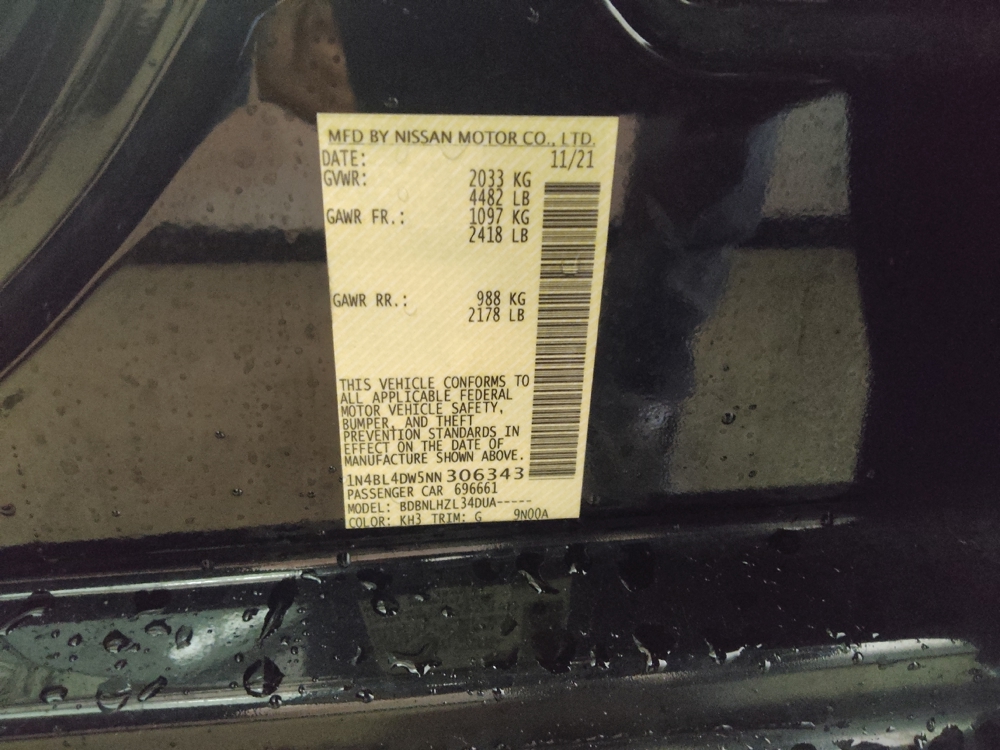 MFD BY NISSAN MOTOR CO., LTD.
DATE: 11/21
GVWR: 2033 KG
4482 LB
GAWR FR.: 1097 KG
2418 LB
GAWR RR.: 988 KG
2178 LB
THIS VEHICLE CONFORMS TO
ALL APPLICABLE FEDERAL
MOTOR VEHICLE SAFETY,
BUMPER, AND THEFT
PREVENTION STANDARDS IN
EFFECT ON THE DATE OF
MANUFACTURE SHOWN ABOVE.
1N4BL4DW5NN306343
PASSENGER CAR 696661
MODEL: BDBNLHZL34DUA-----
COLOR: KH3 TRIM: G 9N00A